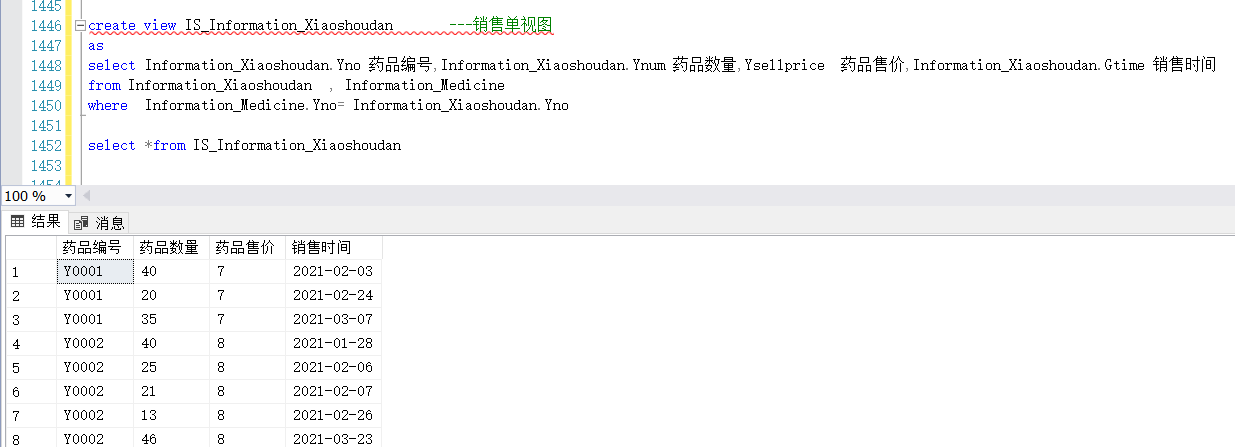 1445
1446 create view IS_Information_Xiaoshoudan ---销售单视图
1447 as
1448 select Information_Xiaoshoudan.Yno 药品编号,Information_Xiaoshoudan.Ynum 药品数量,Ysellprice 药品售价,Information_Xiaoshoudan.Gtime 销售时间
1449 from Information_Xiaoshoudan , Information_Medicine
1450 where Information_Medicine.Yno= Information_Xiaoshoudan.Yno
1451
1452 select *from IS_Information_Xiaoshoudan
1453
1454
100 %
结果 消息
药品编号 药品数量 药品售价 销售时间
1 Y0001 40 7 2021-02-03
2 Y0001 20 7 2021-02-24
3 Y0001 35 7 2021-03-07
4 Y0002 40 8 2021-01-28
5 Y0002 25 8 2021-02-06
6 Y0002 21 8 2021-02-07
7 Y0002 13 8 2021-02-26
8 Y0002 46 8 2021-03-23